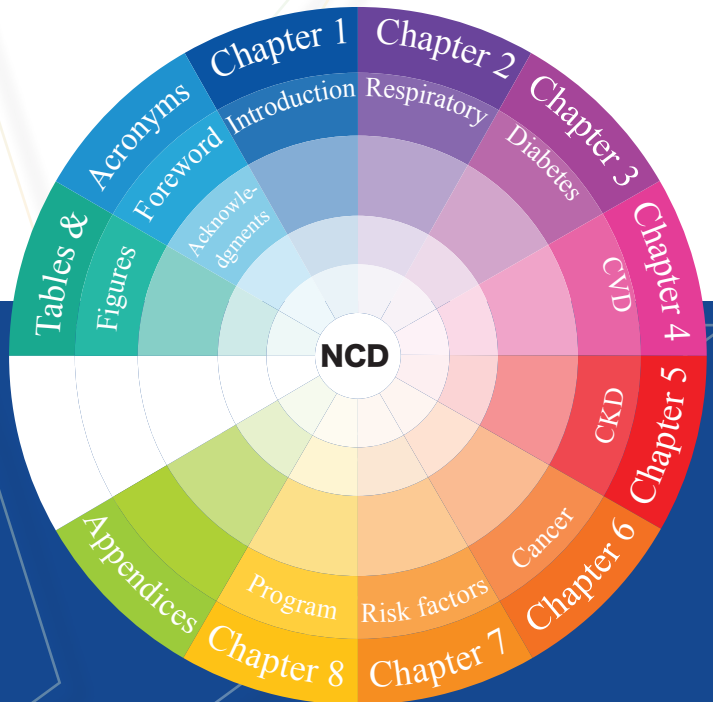 Chapter 1
Introduction
Chapter 2
Respiratory
Chapter 3
Diabetes
Chapter 4
CVD
Chapter 5
CKD
Chapter 6
Cancer
Chapter 7
Risk factors
Chapter 8
Program
Appendices
Tables &
Figures
Acronyms
Foreword
Acknowle-
dgments
NCD